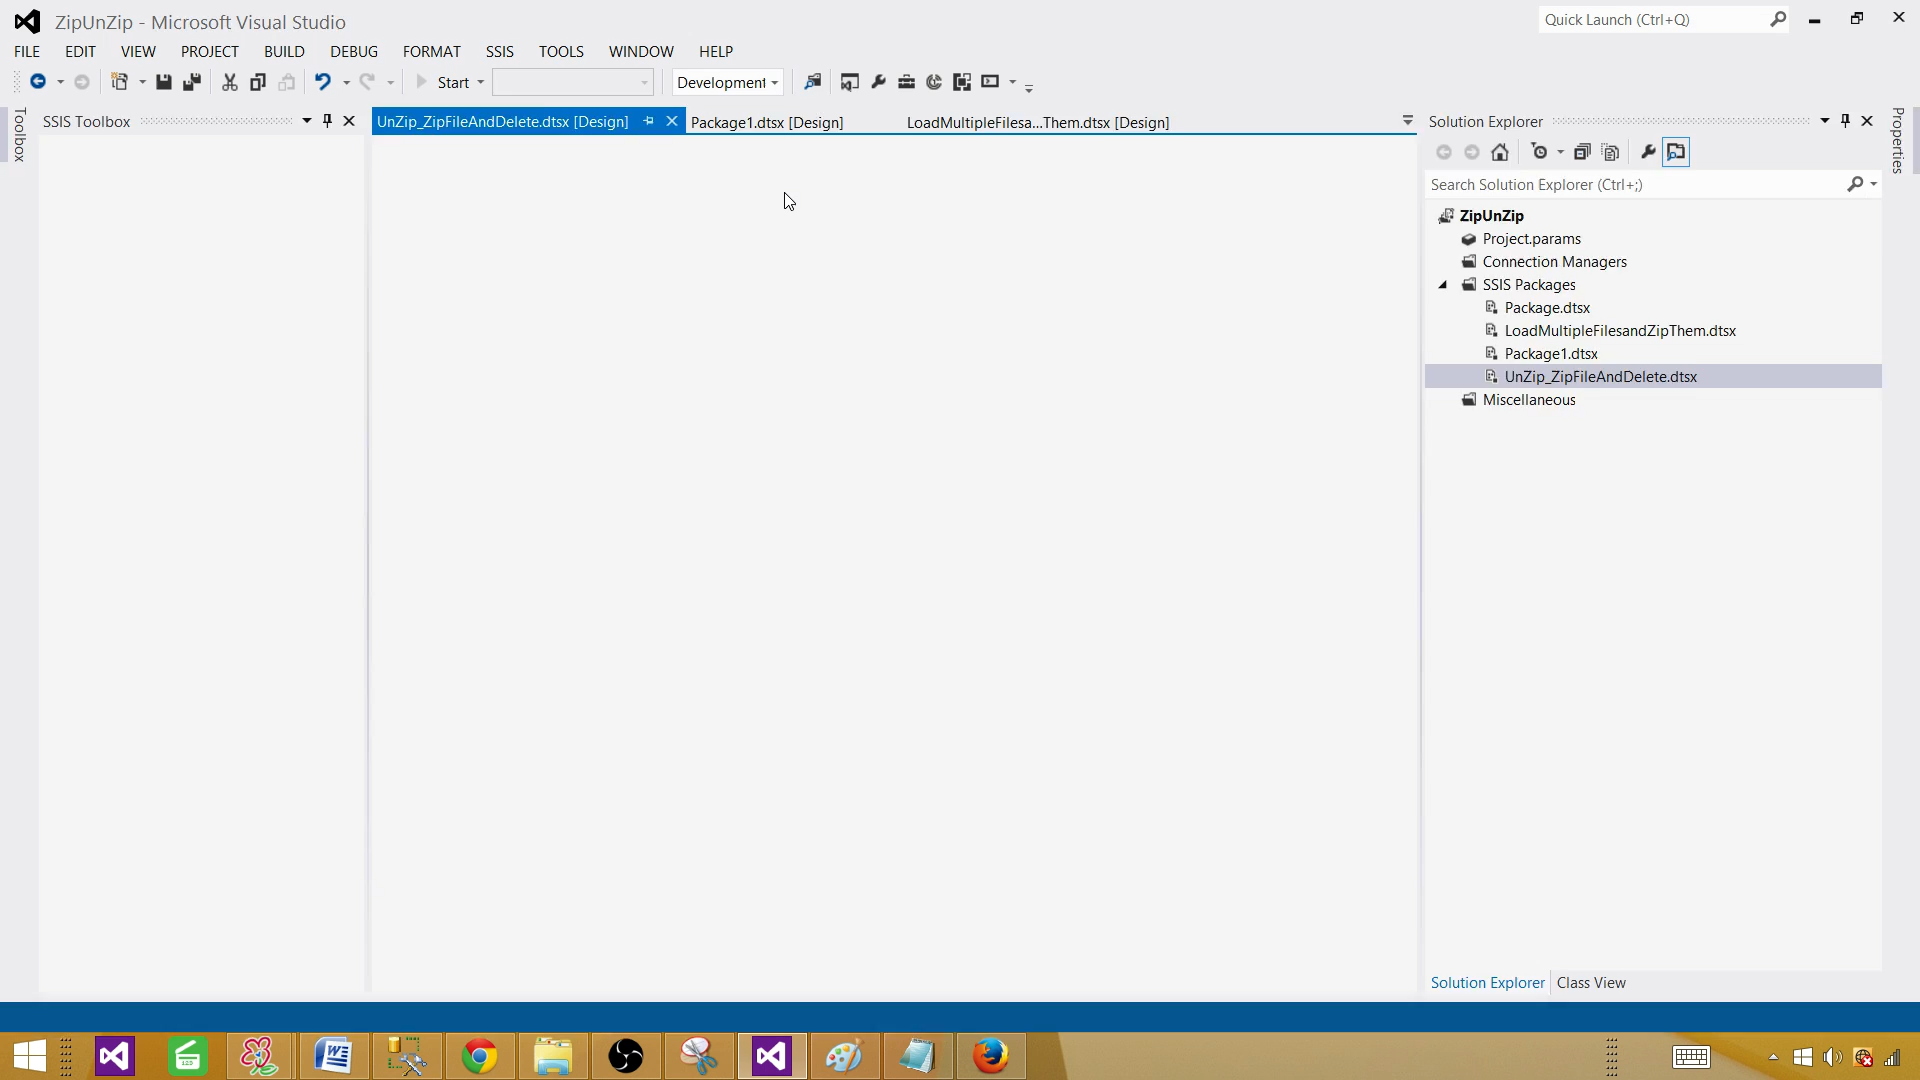 ZipUnZip - Microsoft Visual Studio
Quick Launch (Ctrl+Q)
FILE EDIT VIEW PROJECT BUILD DEBUG FORMAT SSIS TOOLS WINDOW HELP
Start
Development
Toolbox
SSIS Toolbox
UnZip_ZipFileAndDelete.dtsx [Design]
Package1.dtsx [Design]
LoadMultipleFilesa...Them.dtsx [Design]
Solution Explorer
Properties
Search Solution Explorer (Ctrl+;)
ZipUnZip
Project.params
Connection Managers
SSIS Packages
Package.dtsx
LoadMultipleFilesandZipThem.dtsx
Package1.dtsx
UnZip_ZipFileAndDelete.dtsx
Miscellaneous
Solution Explorer
Class View